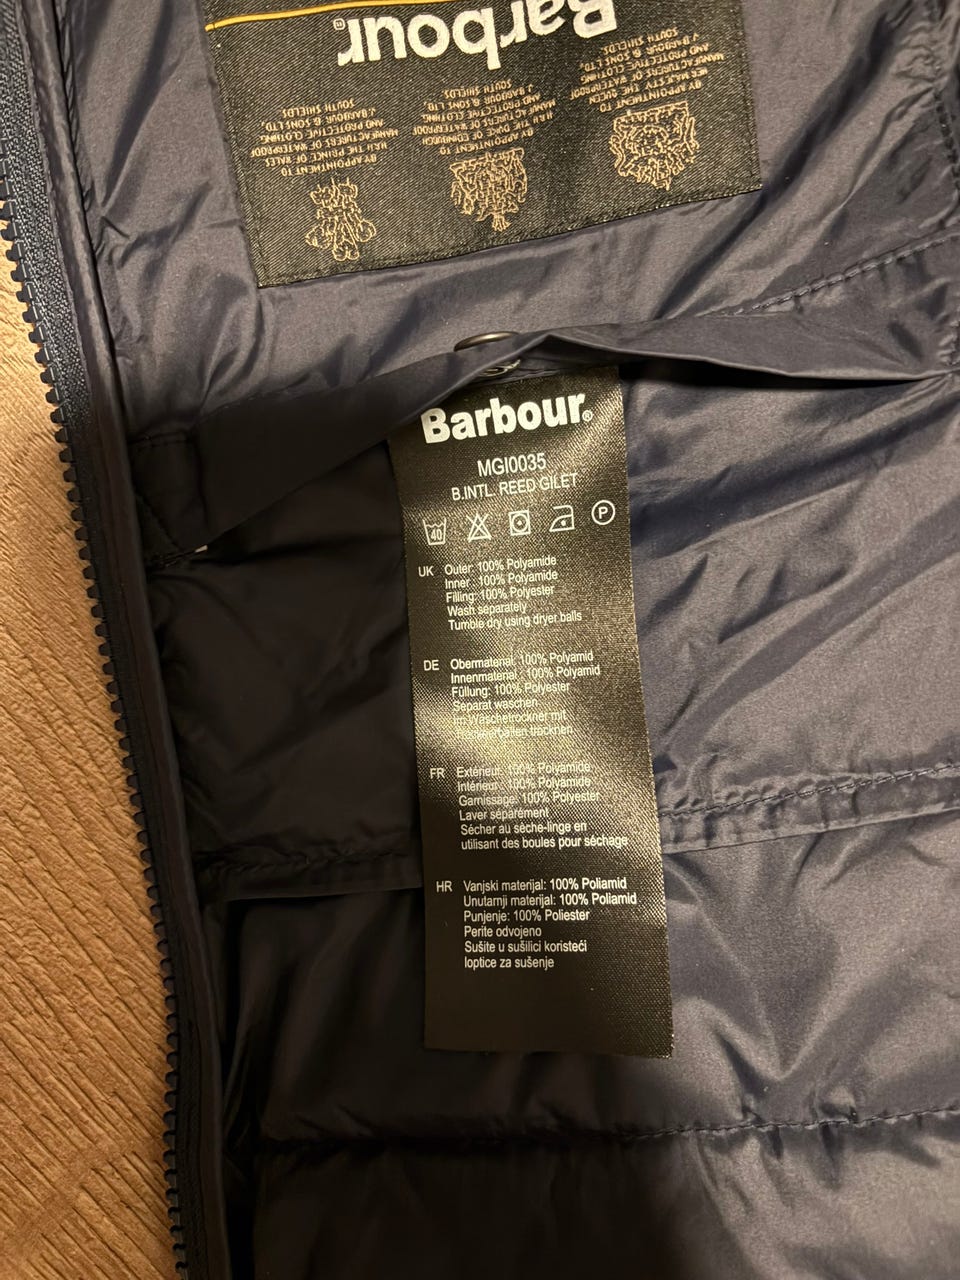 Barbour®
BY APPOINTMENT TO
HER MAJESTY THE QUEEN
MANUFACTURERS OF WATERPROOF
AND PROTECTIVE CLOTHING
J. BARBOUR & SONS LTD.
SOUTH SHIELDS.
BY APPOINTMENT TO
H.R.H. THE DUKE OF EDINBURGH
MANUFACTURERS OF WATERPROOF
AND PROTECTIVE CLOTHING
J. BARBOUR & SONS LTD.
SOUTH SHIELDS.
BY APPOINTMENT TO
H.R.H. THE PRINCE OF WALES
MANUFACTURERS OF WATERPROOF
AND PROTECTIVE CLOTHING
J. BARBOUR & SONS LTD.
SOUTH SHIELDS.
Barbour®
MGI0035
B.INTL. REED GILET
40
P
UK Outer: 100% Polyamide
Inner: 100% Polyamide
Filling: 100% Polyester
Wash separately
Tumble dry using dryer balls
DE Obermaterial: 100% Polyamid
Innenmaterial: 100% Polyamid
Füllung: 100% Polyester
Separat waschen
Im Wäschetrockner mit
trocknen
FR Extérieur: 100% Polyamide
Intérieur: 100% Polyamide
Garnissage: 100% Polyester
Laver séparément
Sécher au sèche-linge en
utilisant des boules pour séchage
HR Vanjski materijal: 100% Poliamid
Unutarnji materijal: 100% Poliamid
Punjenje: 100% Poliester
Perite odvojeno
Sušite u sušilici koristeći
loptice za sušenje